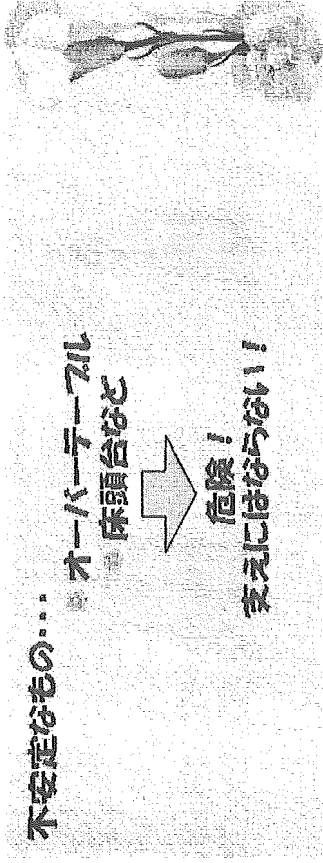 不安定なもの・・・・
オーバーテーブル
床頭台など
危険！
支えにはならない！